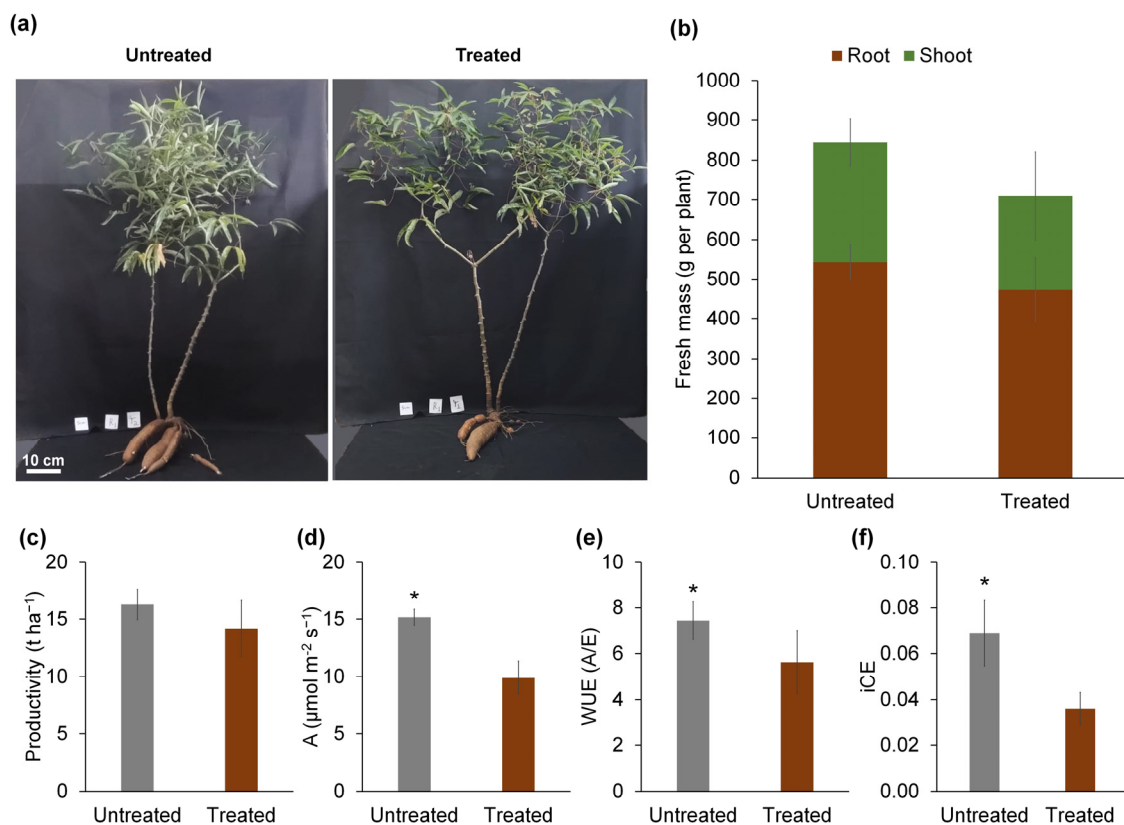 (a)
Untreated
Treated
10 cm
(b)
Root Shoot
1000
900
800
700
600
500
400
300
200
100
0
Fresh mass (g per plant)
Untreated Treated
(c)
20
15
10
5
0
Productivity (t ha⁻¹)
Untreated Treated
(d)
20
15
10
5
0
A (µmol m⁻² s⁻¹)
*
Untreated Treated
(e)
10
8
6
4
2
0
WUE (A/E)
*
Untreated Treated
(f)
0.10
0.08
0.06
0.04
0.02
0.00
iCE
*
Untreated Treated